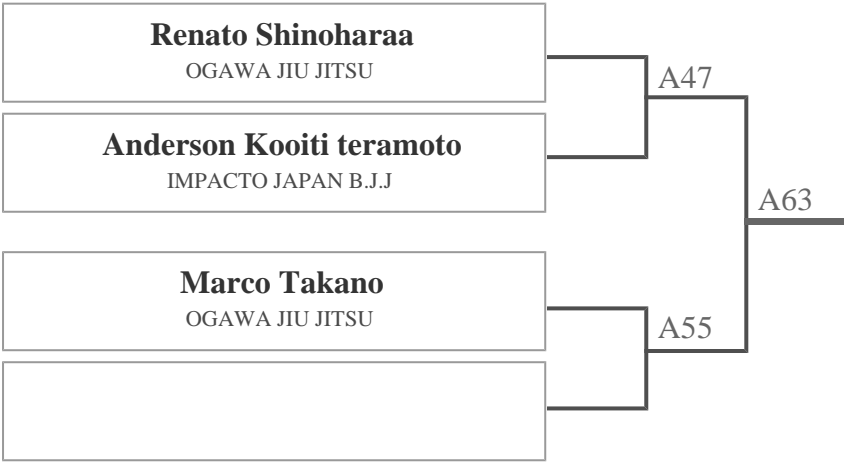 Renato Shinoharaa
OGAWA JIU JITSU
A47
Anderson Kooiti teramoto
IMPACTO JAPAN B.J.J
A63
Marco Takano
OGAWA JIU JITSU
A55